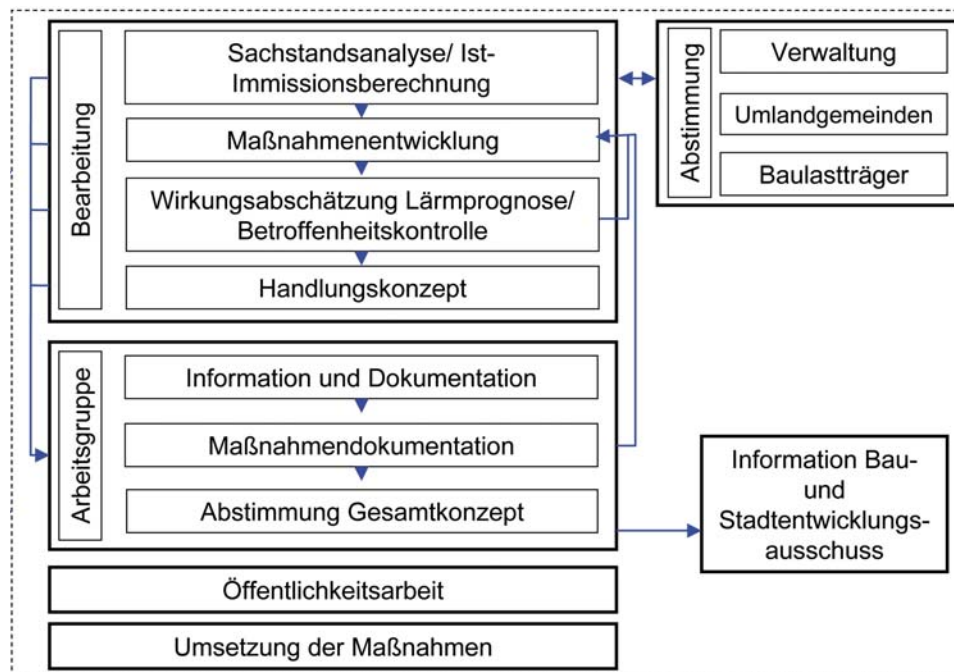 Bearbeitung
Sachstandsanalyse/ Ist-
Immissionsberechnung
Maßnahmenentwicklung
Wirkungsabschätzung Lärmprognose/
Betroffenheitskontrolle
Handlungskonzept
Abstimmung
Verwaltung
Umlandgemeinden
Baulastträger
Arbeitsgruppe
Information und Dokumentation
Maßnahmendokumentation
Abstimmung Gesamtkonzept
Information Bau-
und
Stadtentwicklungs-
ausschuss
Öffentlichkeitsarbeit
Umsetzung der Maßnahmen